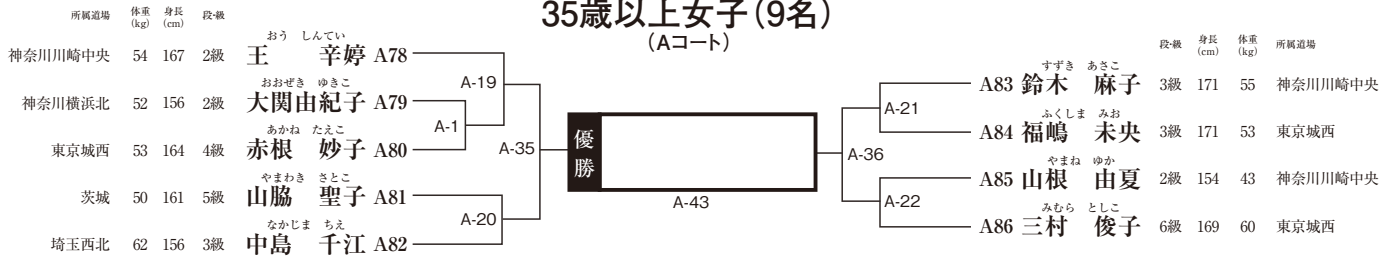 35歳以上女子(9名)
(Aコート)
所属道場 体重(kg) 身長(cm) 段・級
神奈川川崎中央 54 167 2級 王 辛婷 おう しんてい A78
神奈川横浜北 52 156 2級 大関由紀子 おおぜき ゆきこ A79
東京城西 53 164 4級 赤根 妙子 あかね たえこ A80
茨城 50 161 5級 山脇 聖子 やまわき さとこ A81
埼玉西北 62 156 3級 中島 千江 なかじま ちえ A82
A-19
A-1
A-35
A-20
優勝
A-43
A-36
A-21
A-22
段・級 身長(cm) 体重(kg) 所属道場
A83 鈴木 麻子 すずき あさこ 3級 171 55 神奈川川崎中央
A84 福嶋 未央 ふくしま みお 3級 171 53 東京城西
A85 山根 由夏 やまね ゆか 2級 154 43 神奈川川崎中央
A86 三村 俊子 みむら としこ 6級 169 60 東京城西